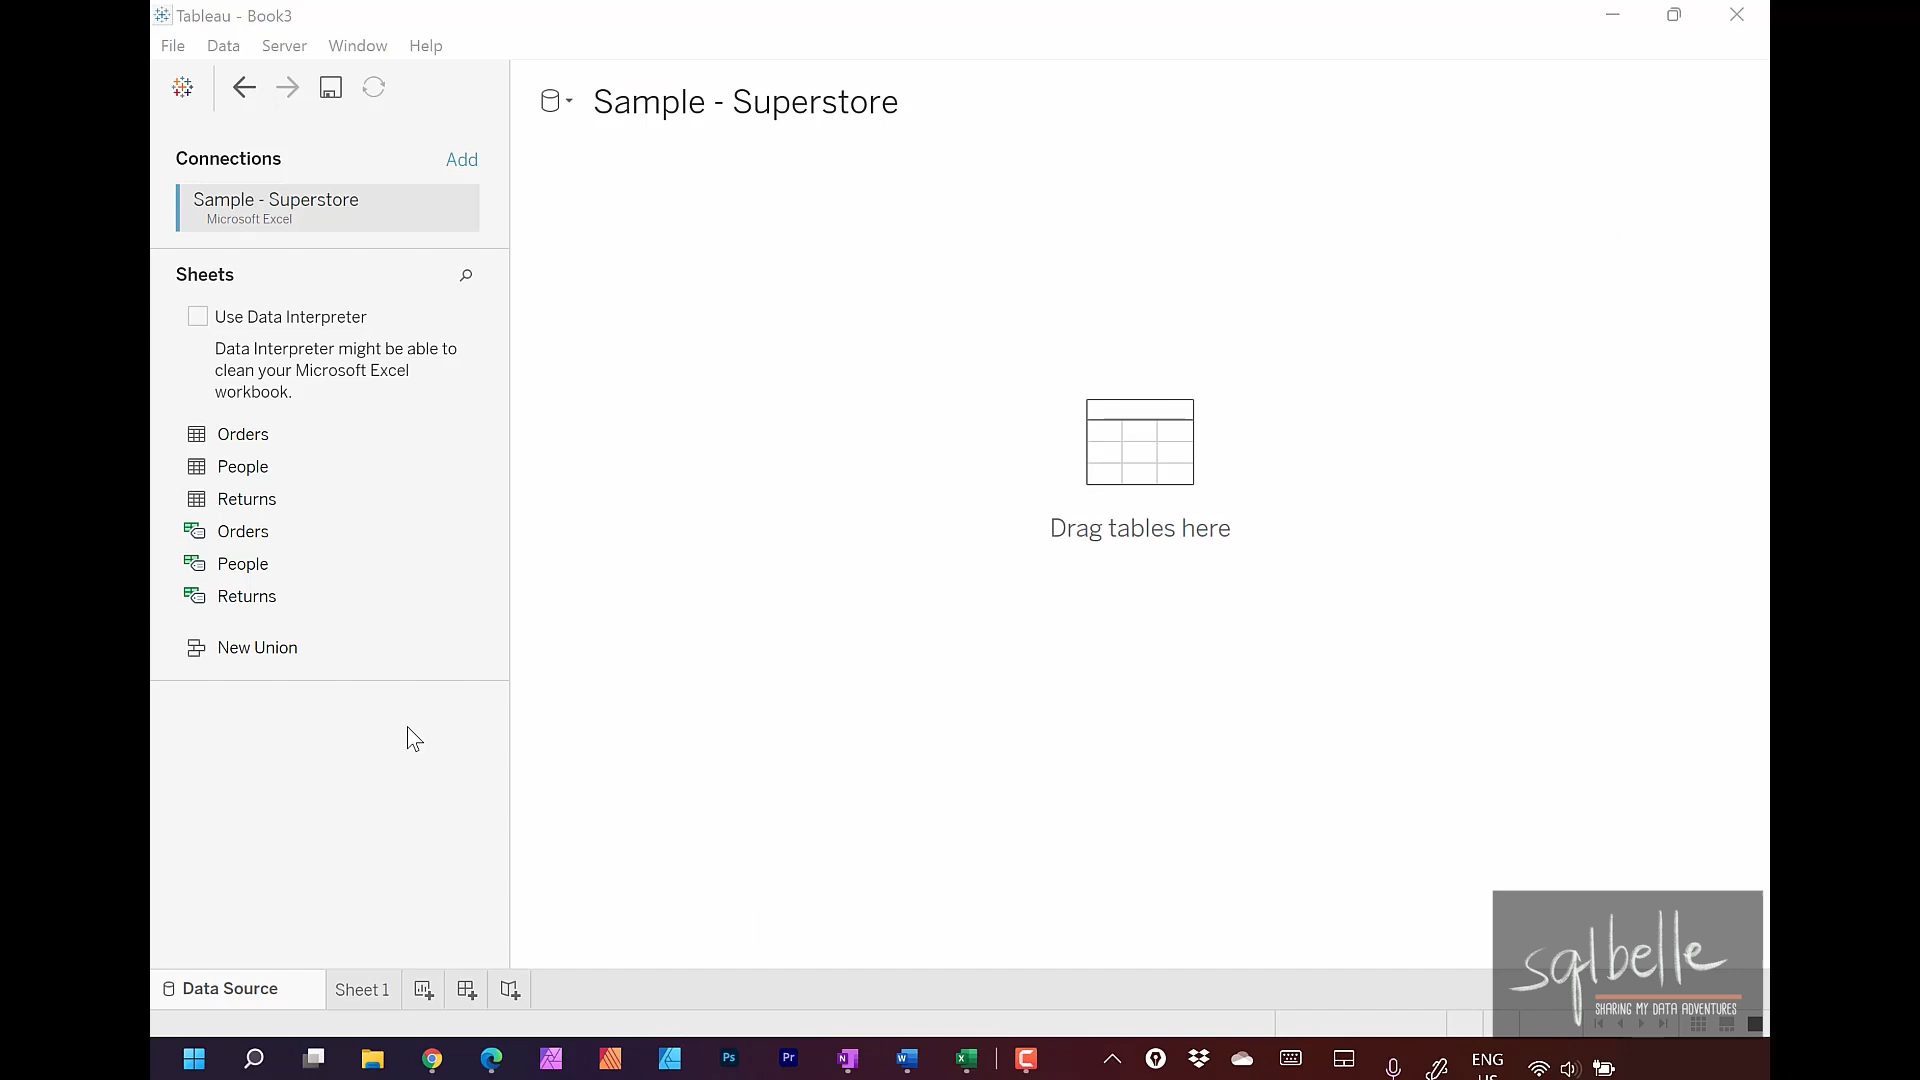 Tableau - Book3
File Data Server Window Help
Sample - Superstore
Connections Add
Sample - Superstore
Microsoft Excel
Sheets
Use Data Interpreter
Data Interpreter might be able to
clean your Microsoft Excel
workbook.
Orders
People
Returns
Orders
People
Returns
New Union
Drag tables here
Data Source Sheet 1
sqlbelle
SHARING MY DATA ADVENTURES
Ps Pr N W X C ENG